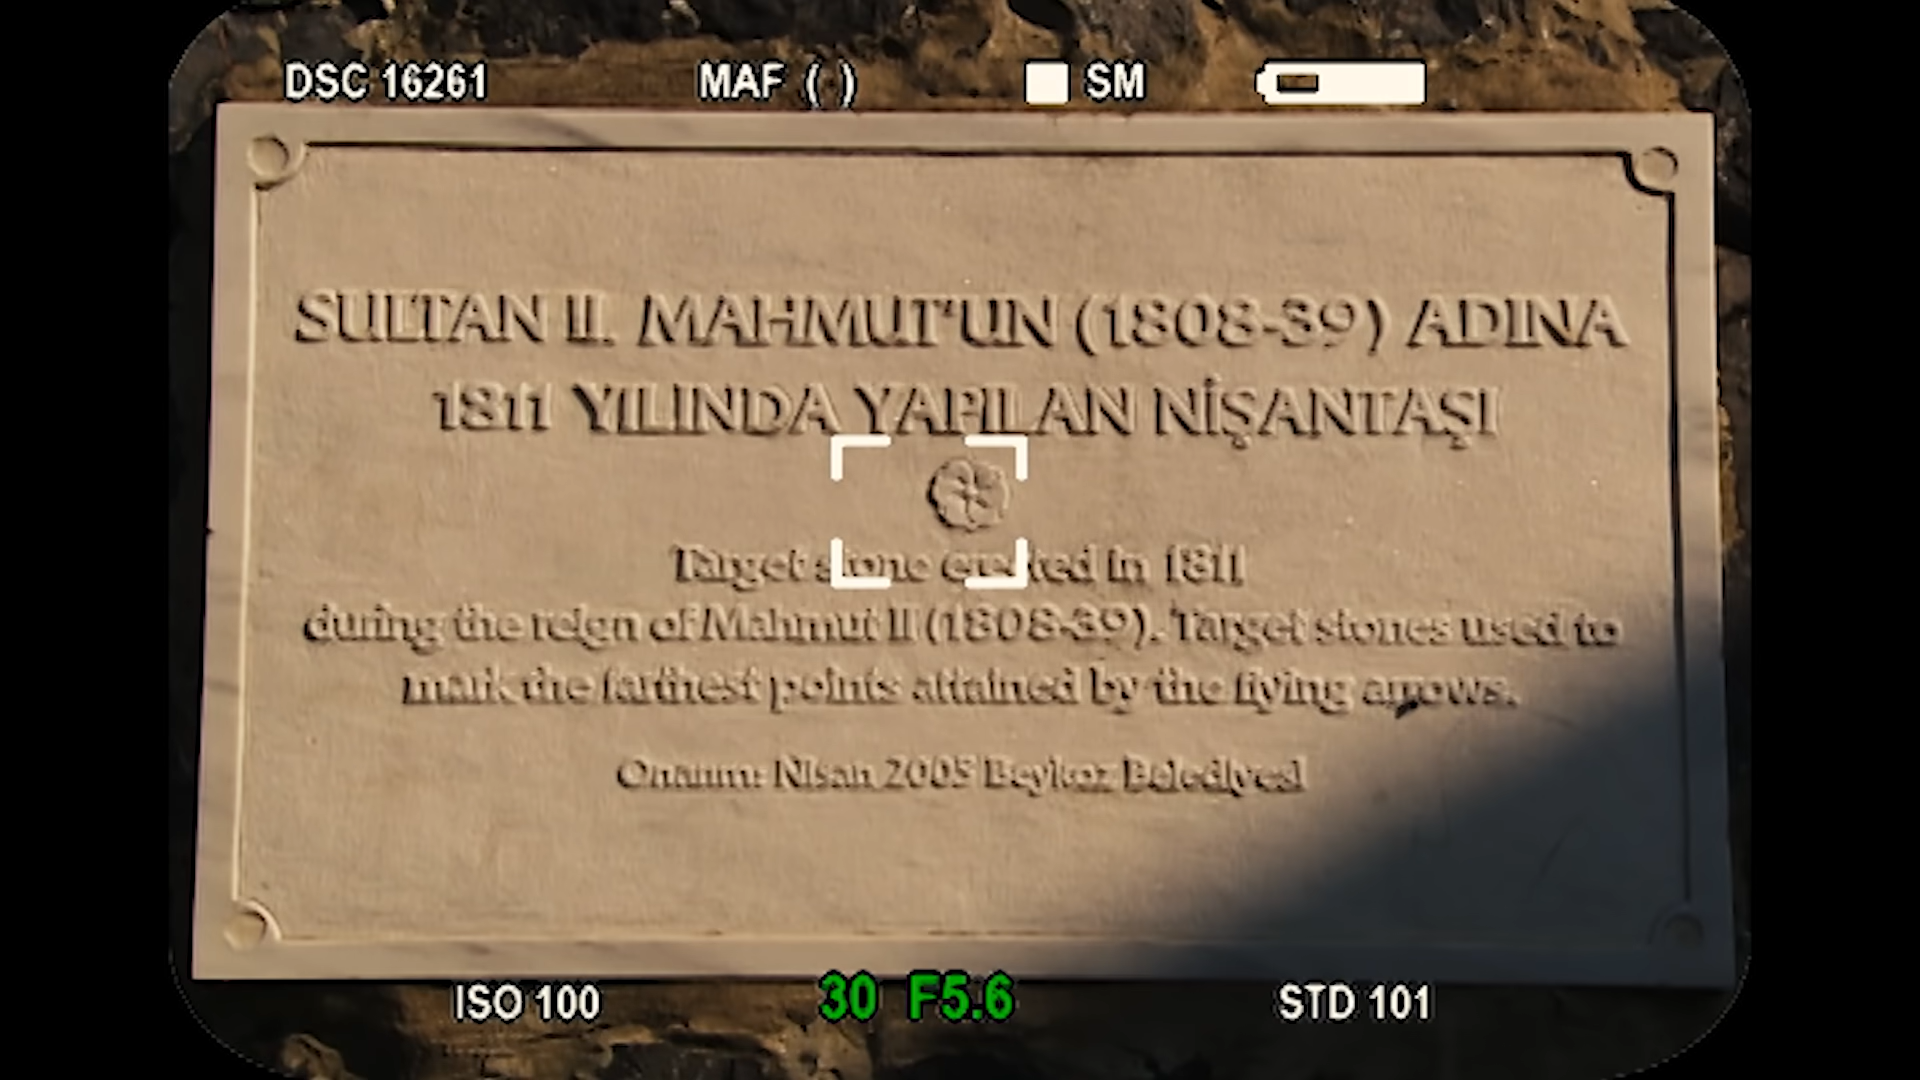 DSC 16261 MAF ( ) SM
SULTAN II. MAHMUT'UN (1808-39) ADINA
1811 YILINDA YAPILAN NİŞANTAŞI
Target stone erected in 1811
during the reign of Mahmut II (1808-39). Target stones used to
mark the farthest points attained by the flying arrows.
Onarım: Nisan 2005 Beykoz Belediyesi
ISO 100 30 F5.6 STD 101